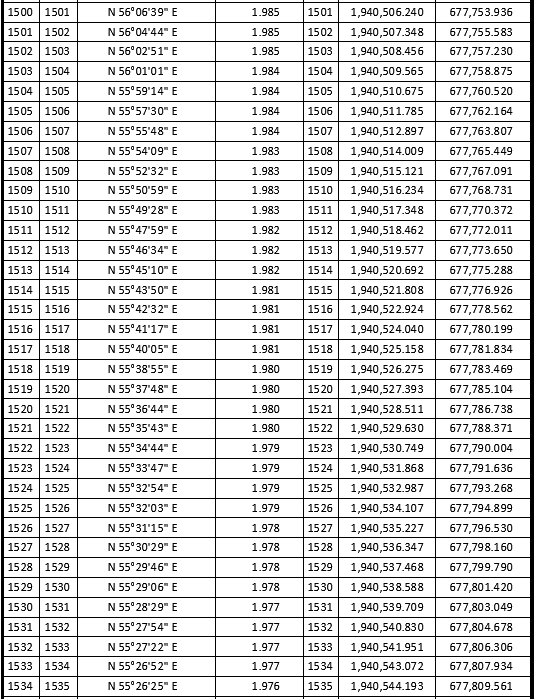 1500 1501 N 56°06'39" E 1.985 1501 1,940,506.240 677,753.936
1501 1502 N 56°04'44" E 1.985 1502 1,940,507.348 677,755.583
1502 1503 N 56°02'51" E 1.985 1503 1,940,508.456 677,757.230
1503 1504 N 56°01'01" E 1.984 1504 1,940,509.565 677,758.875
1504 1505 N 55°59'14" E 1.984 1505 1,940,510.675 677,760.520
1505 1506 N 55°57'30" E 1.984 1506 1,940,511.785 677,762.164
1506 1507 N 55°55'48" E 1.984 1507 1,940,512.897 677,763.807
1507 1508 N 55°54'09" E 1.983 1508 1,940,514.009 677,765.449
1508 1509 N 55°52'32" E 1.983 1509 1,940,515.121 677,767.091
1509 1510 N 55°50'59" E 1.983 1510 1,940,516.234 677,768.731
1510 1511 N 55°49'28" E 1.983 1511 1,940,517.348 677,770.372
1511 1512 N 55°47'59" E 1.982 1512 1,940,518.462 677,772.011
1512 1513 N 55°46'34" E 1.982 1513 1,940,519.577 677,773.650
1513 1514 N 55°45'10" E 1.982 1514 1,940,520.692 677,775.288
1514 1515 N 55°43'50" E 1.981 1515 1,940,521.808 677,776.926
1515 1516 N 55°42'32" E 1.981 1516 1,940,522.924 677,778.562
1516 1517 N 55°41'17" E 1.981 1517 1,940,524.040 677,780.199
1517 1518 N 55°40'05" E 1.981 1518 1,940,525.158 677,781.834
1518 1519 N 55°38'55" E 1.980 1519 1,940,526.275 677,783.469
1519 1520 N 55°37'48" E 1.980 1520 1,940,527.393 677,785.104
1520 1521 N 55°36'44" E 1.980 1521 1,940,528.511 677,786.738
1521 1522 N 55°35'43" E 1.980 1522 1,940,529.630 677,788.371
1522 1523 N 55°34'44" E 1.979 1523 1,940,530.749 677,790.004
1523 1524 N 55°33'47" E 1.979 1524 1,940,531.868 677,791.636
1524 1525 N 55°32'54" E 1.979 1525 1,940,532.987 677,793.268
1525 1526 N 55°32'03" E 1.979 1526 1,940,534.107 677,794.899
1526 1527 N 55°31'15" E 1.978 1527 1,940,535.227 677,796.530
1527 1528 N 55°30'29" E 1.978 1528 1,940,536.347 677,798.160
1528 1529 N 55°29'46" E 1.978 1529 1,940,537.468 677,799.790
1529 1530 N 55°29'06" E 1.978 1530 1,940,538.588 677,801.420
1530 1531 N 55°28'29" E 1.977 1531 1,940,539.709 677,803.049
1531 1532 N 55°27'54" E 1.977 1532 1,940,540.830 677,804.678
1532 1533 N 55°27'22" E 1.977 1533 1,940,541.951 677,806.306
1533 1534 N 55°26'52" E 1.977 1534 1,940,543.072 677,807.934
1534 1535 N 55°26'25" E 1.976 1535 1,940,544.193 677,809.561